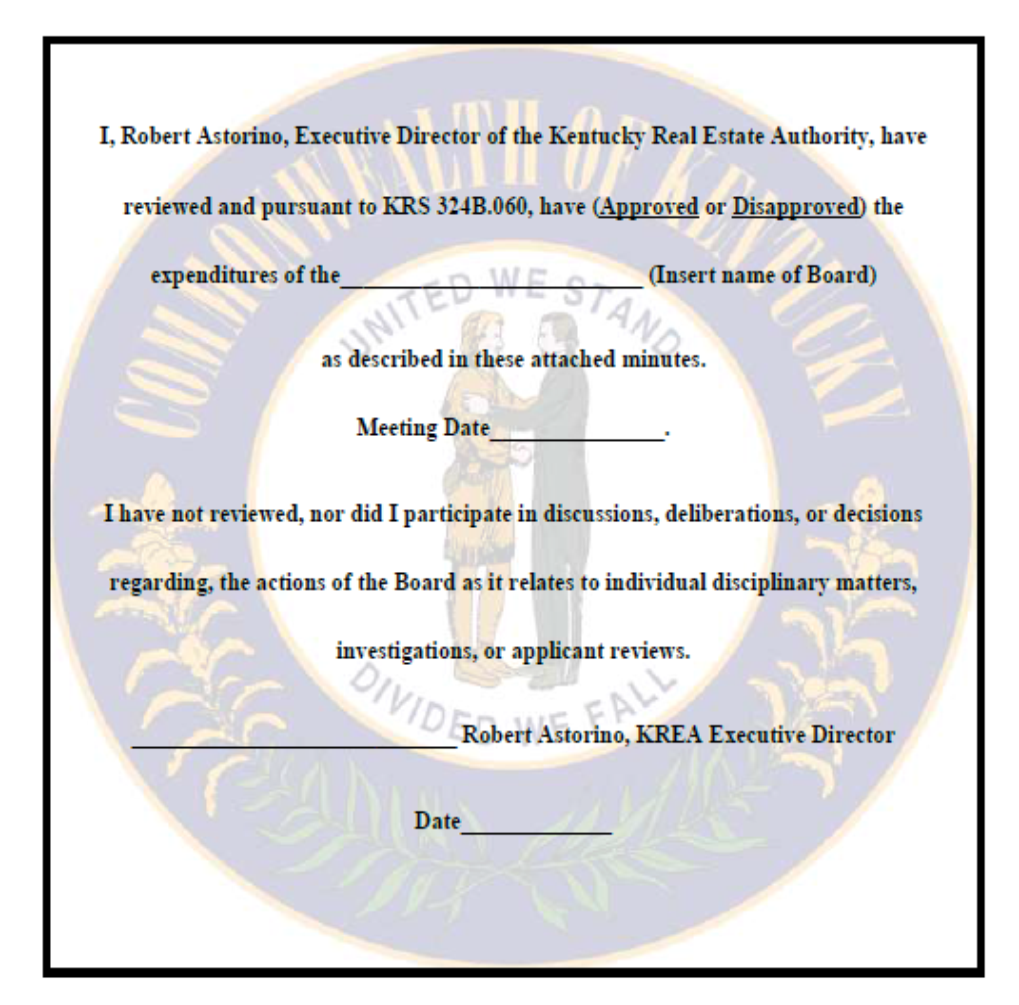 I, Robert Astorino, Executive Director of the Kentucky Real Estate Authority, have
reviewed and pursuant to KRS 324B.060, have (Approved or Disapproved) the
expenditures of the__________________________ (Insert name of Board)
as described in these attached minutes.
Meeting Date_______________.
I have not reviewed, nor did I participate in discussions, deliberations, or decisions
regarding, the actions of the Board as it relates to individual disciplinary matters,
investigations, or applicant reviews.
____________________________ Robert Astorino, KREA Executive Director
Date_____________
COMMONWEALTH OF KENTUCKY
UNITED WE STAND
DIVIDED WE FALL